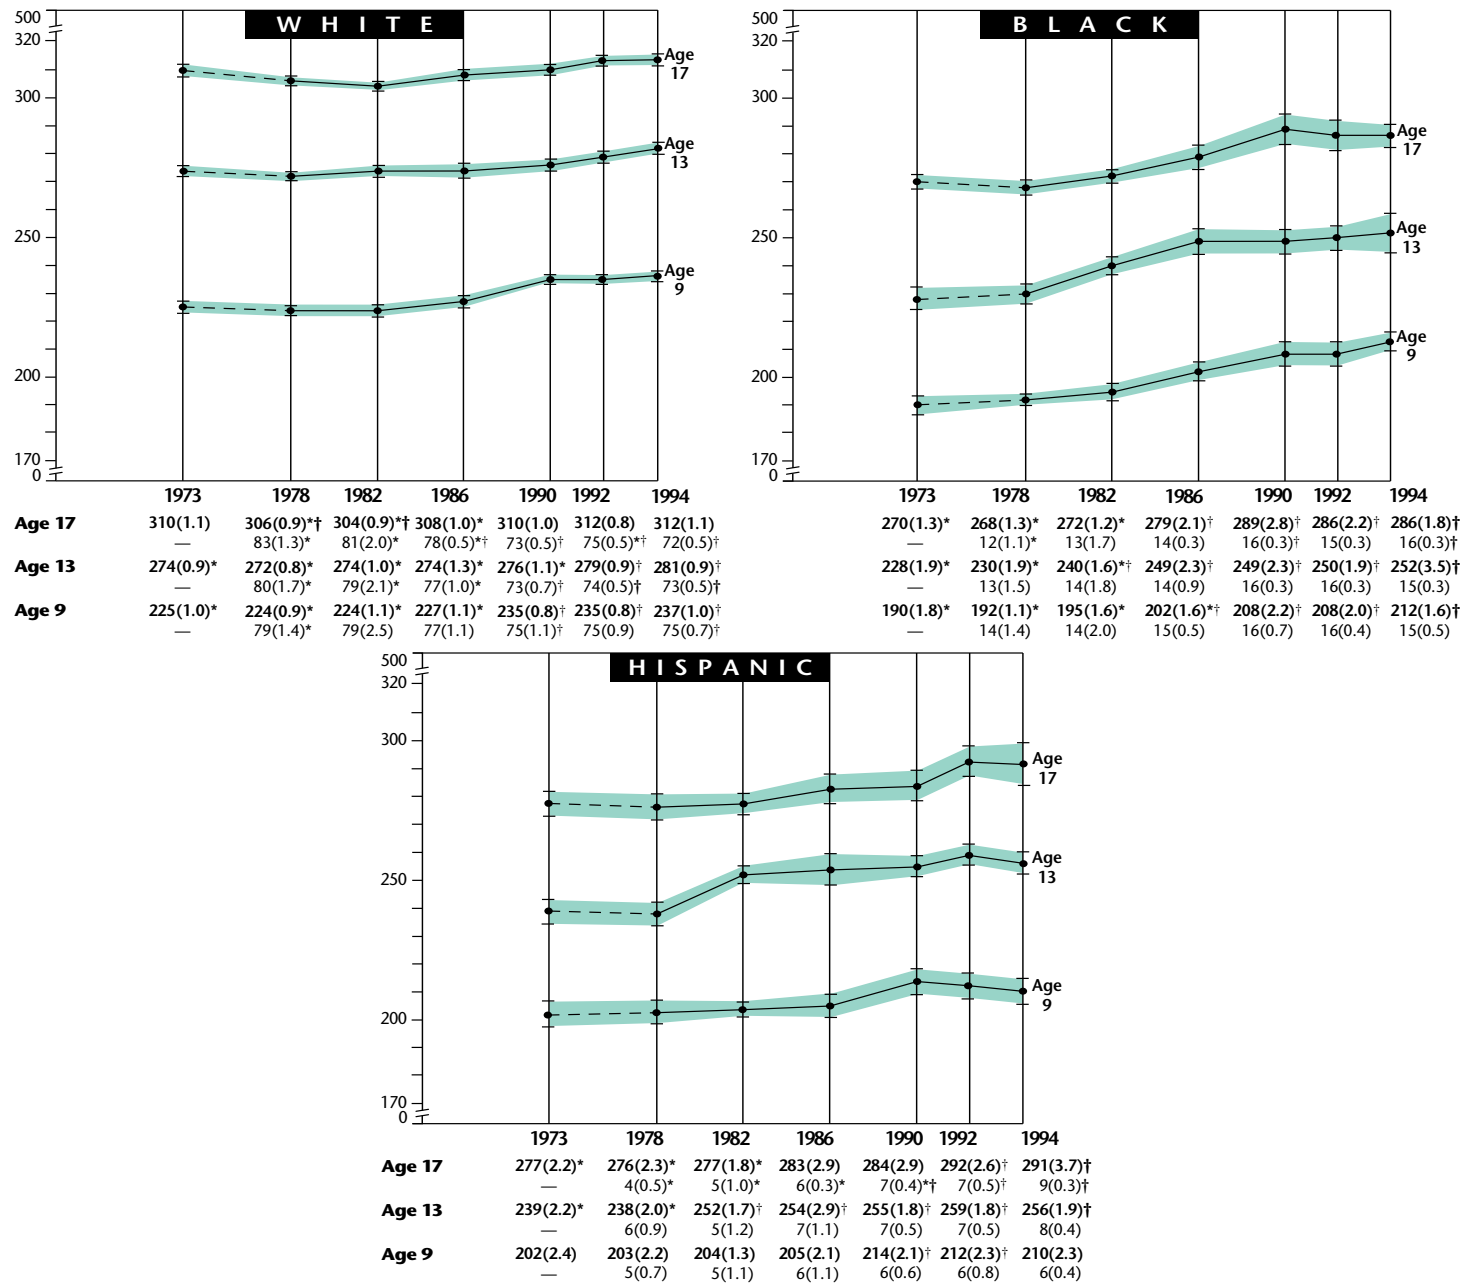 WHITE
500
320
300
250
200
170
0
Age
17
Age
13
Age
9
1973 1978 1982 1986 1990 1992 1994
Age 17 310(1.1) 306(0.9)*† 304(0.9)*† 308(1.0)* 310(1.0) 312(0.8) 312(1.1)
— 83(1.3)* 81(2.0)* 78(0.5)*† 73(0.5)† 75(0.5)*† 72(0.5)†
Age 13 274(0.9)* 272(0.8)* 274(1.0)* 274(1.3)* 276(1.1)* 279(0.9)† 281(0.9)†
— 80(1.7)* 79(2.1)* 77(1.0)* 73(0.7)† 74(0.5)† 73(0.5)†
Age 9 225(1.0)* 224(0.9)* 224(1.1)* 227(1.1)* 235(0.8)† 235(0.8)† 237(1.0)†
— 79(1.4)* 79(2.5) 77(1.1) 75(1.1)† 75(0.9) 75(0.7)†
BLACK
500
320
300
250
200
170
0
Age
17
Age
13
Age
9
1973 1978 1982 1986 1990 1992 1994
270(1.3)* 268(1.3)* 272(1.2)* 279(2.1)† 289(2.8)† 286(2.2)† 286(1.8)†
— 12(1.1)* 13(1.7) 14(0.3) 16(0.3)† 15(0.3) 16(0.3)†
228(1.9)* 230(1.9)* 240(1.6)*† 249(2.3)† 249(2.3)† 250(1.9)† 252(3.5)†
— 13(1.5) 14(1.8) 14(0.9) 16(0.3) 16(0.3) 15(0.3)
190(1.8)* 192(1.1)* 195(1.6)* 202(1.6)*† 208(2.2)† 208(2.0)† 212(1.6)†
— 14(1.4) 14(2.0) 15(0.5) 16(0.7) 16(0.4) 15(0.5)
HISPANIC
500
320
300
250
200
170
0
Age
17
Age
13
Age
9
1973 1978 1982 1986 1990 1992 1994
Age 17 277(2.2)* 276(2.3)* 277(1.8)* 283(2.9) 284(2.9) 292(2.6)† 291(3.7)†
— 4(0.5)* 5(1.0)* 6(0.3)* 7(0.4)*† 7(0.5)† 9(0.3)†
Age 13 239(2.2)* 238(2.0)* 252(1.7)† 254(2.9)† 255(1.8)† 259(1.8)† 256(1.9)†
— 6(0.9) 5(1.2) 7(1.1) 7(0.5) 7(0.5) 8(0.4)
Age 9 202(2.4) 203(2.2) 204(1.3) 205(2.1) 214(2.1)† 212(2.3)† 210(2.3)
— 5(0.7) 5(1.1) 6(1.1) 6(0.6) 6(0.8) 6(0.4)